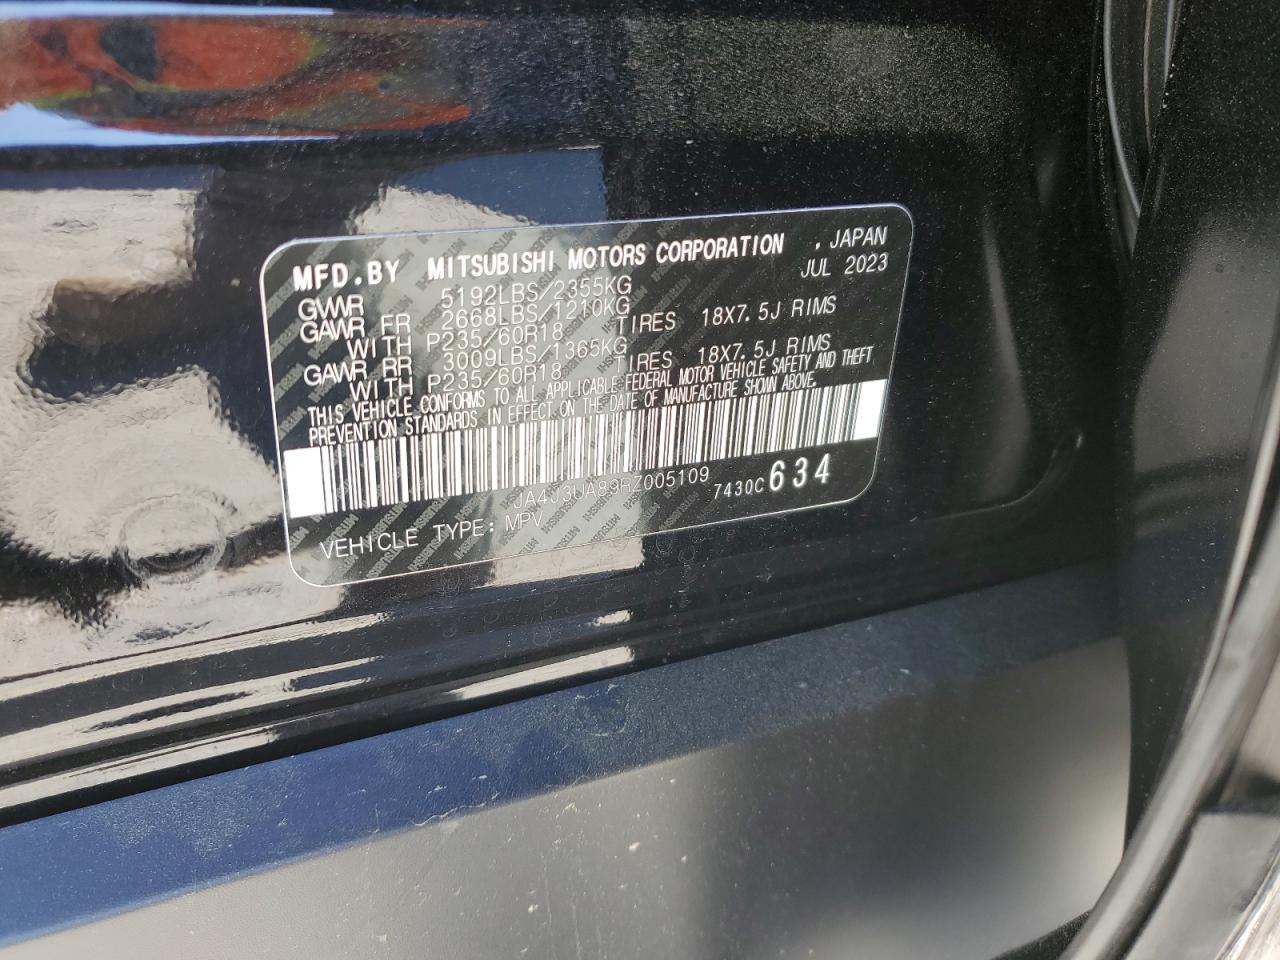 MFD.BY MITSUBISHI MOTORS CORPORATION . JAPAN
JUL 2023
GVWR 5192LBS/2355KG
GAWR FR 2668LBS/1210KG
WITH P235/60R18 TIRES 18X7.5J RIMS
GAWR RR 3009LBS/1365KG
WITH P235/60R18 TIRES 18X7.5J RIMS
THIS VEHICLE CONFORMS TO ALL APPLICABLE FEDERAL MOTOR VEHICLE SAFETY AND THEFT
PREVENTION STANDARDS IN EFFECT ON THE DATE OF MANUFACTURE SHOWN ABOVE.
JA4J3UA89RZ005109 7430C 634
VEHICLE TYPE: MPV